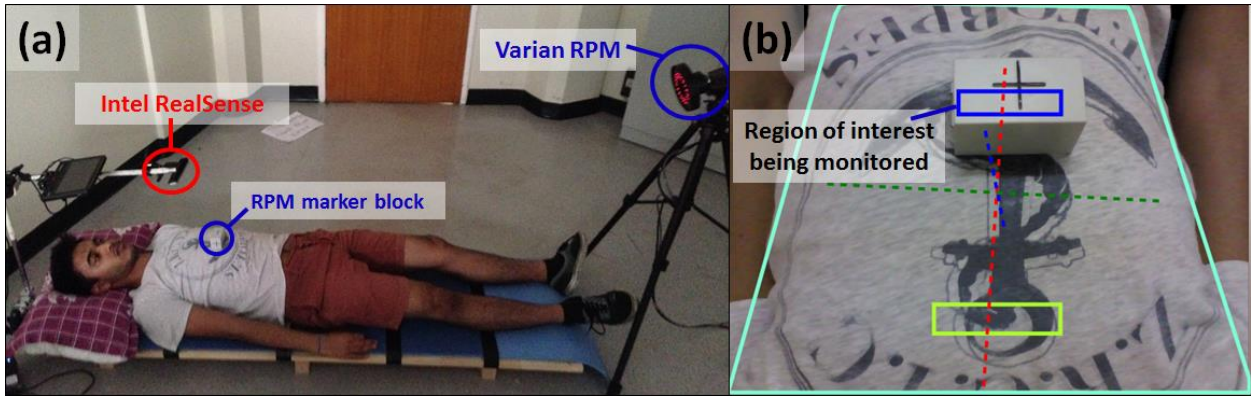 (a)
Varian RPM
Intel RealSense
RPM marker block
(b)
Region of interest
being monitored